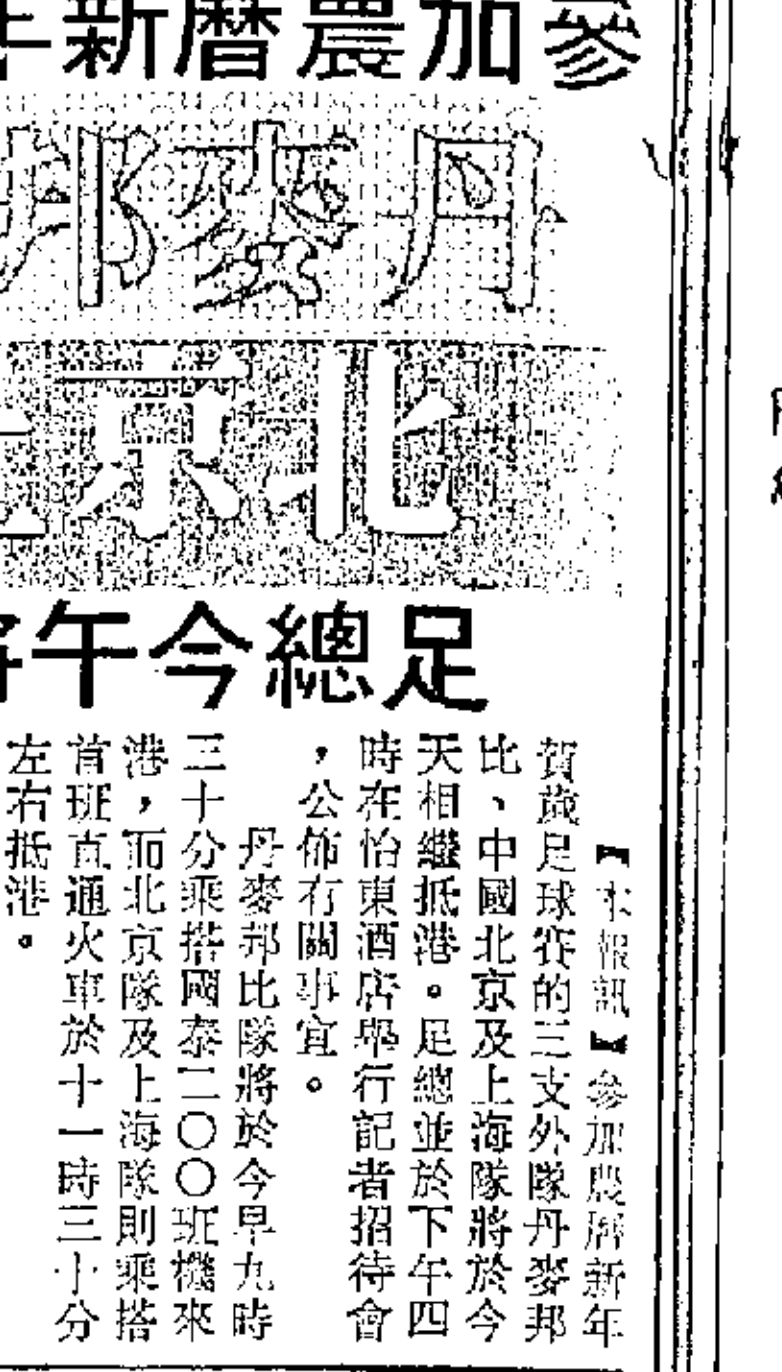 參加農曆新年
丹麥邦
北京上
足總今午將
【本報訊】參加農曆新年
賀歲足球賽的三支外隊丹麥邦
比、中國北京及上海隊將於今
天相繼抵港。足總並於下午四
時在怡東酒店舉行記者招待會
，公佈有關事宜。
丹麥邦比隊將於今早九時
三十分乘搭國泰二〇〇班機來
港，而北京隊及上海隊則乘搭
首班直通火車於十一時三十分
左右抵港。